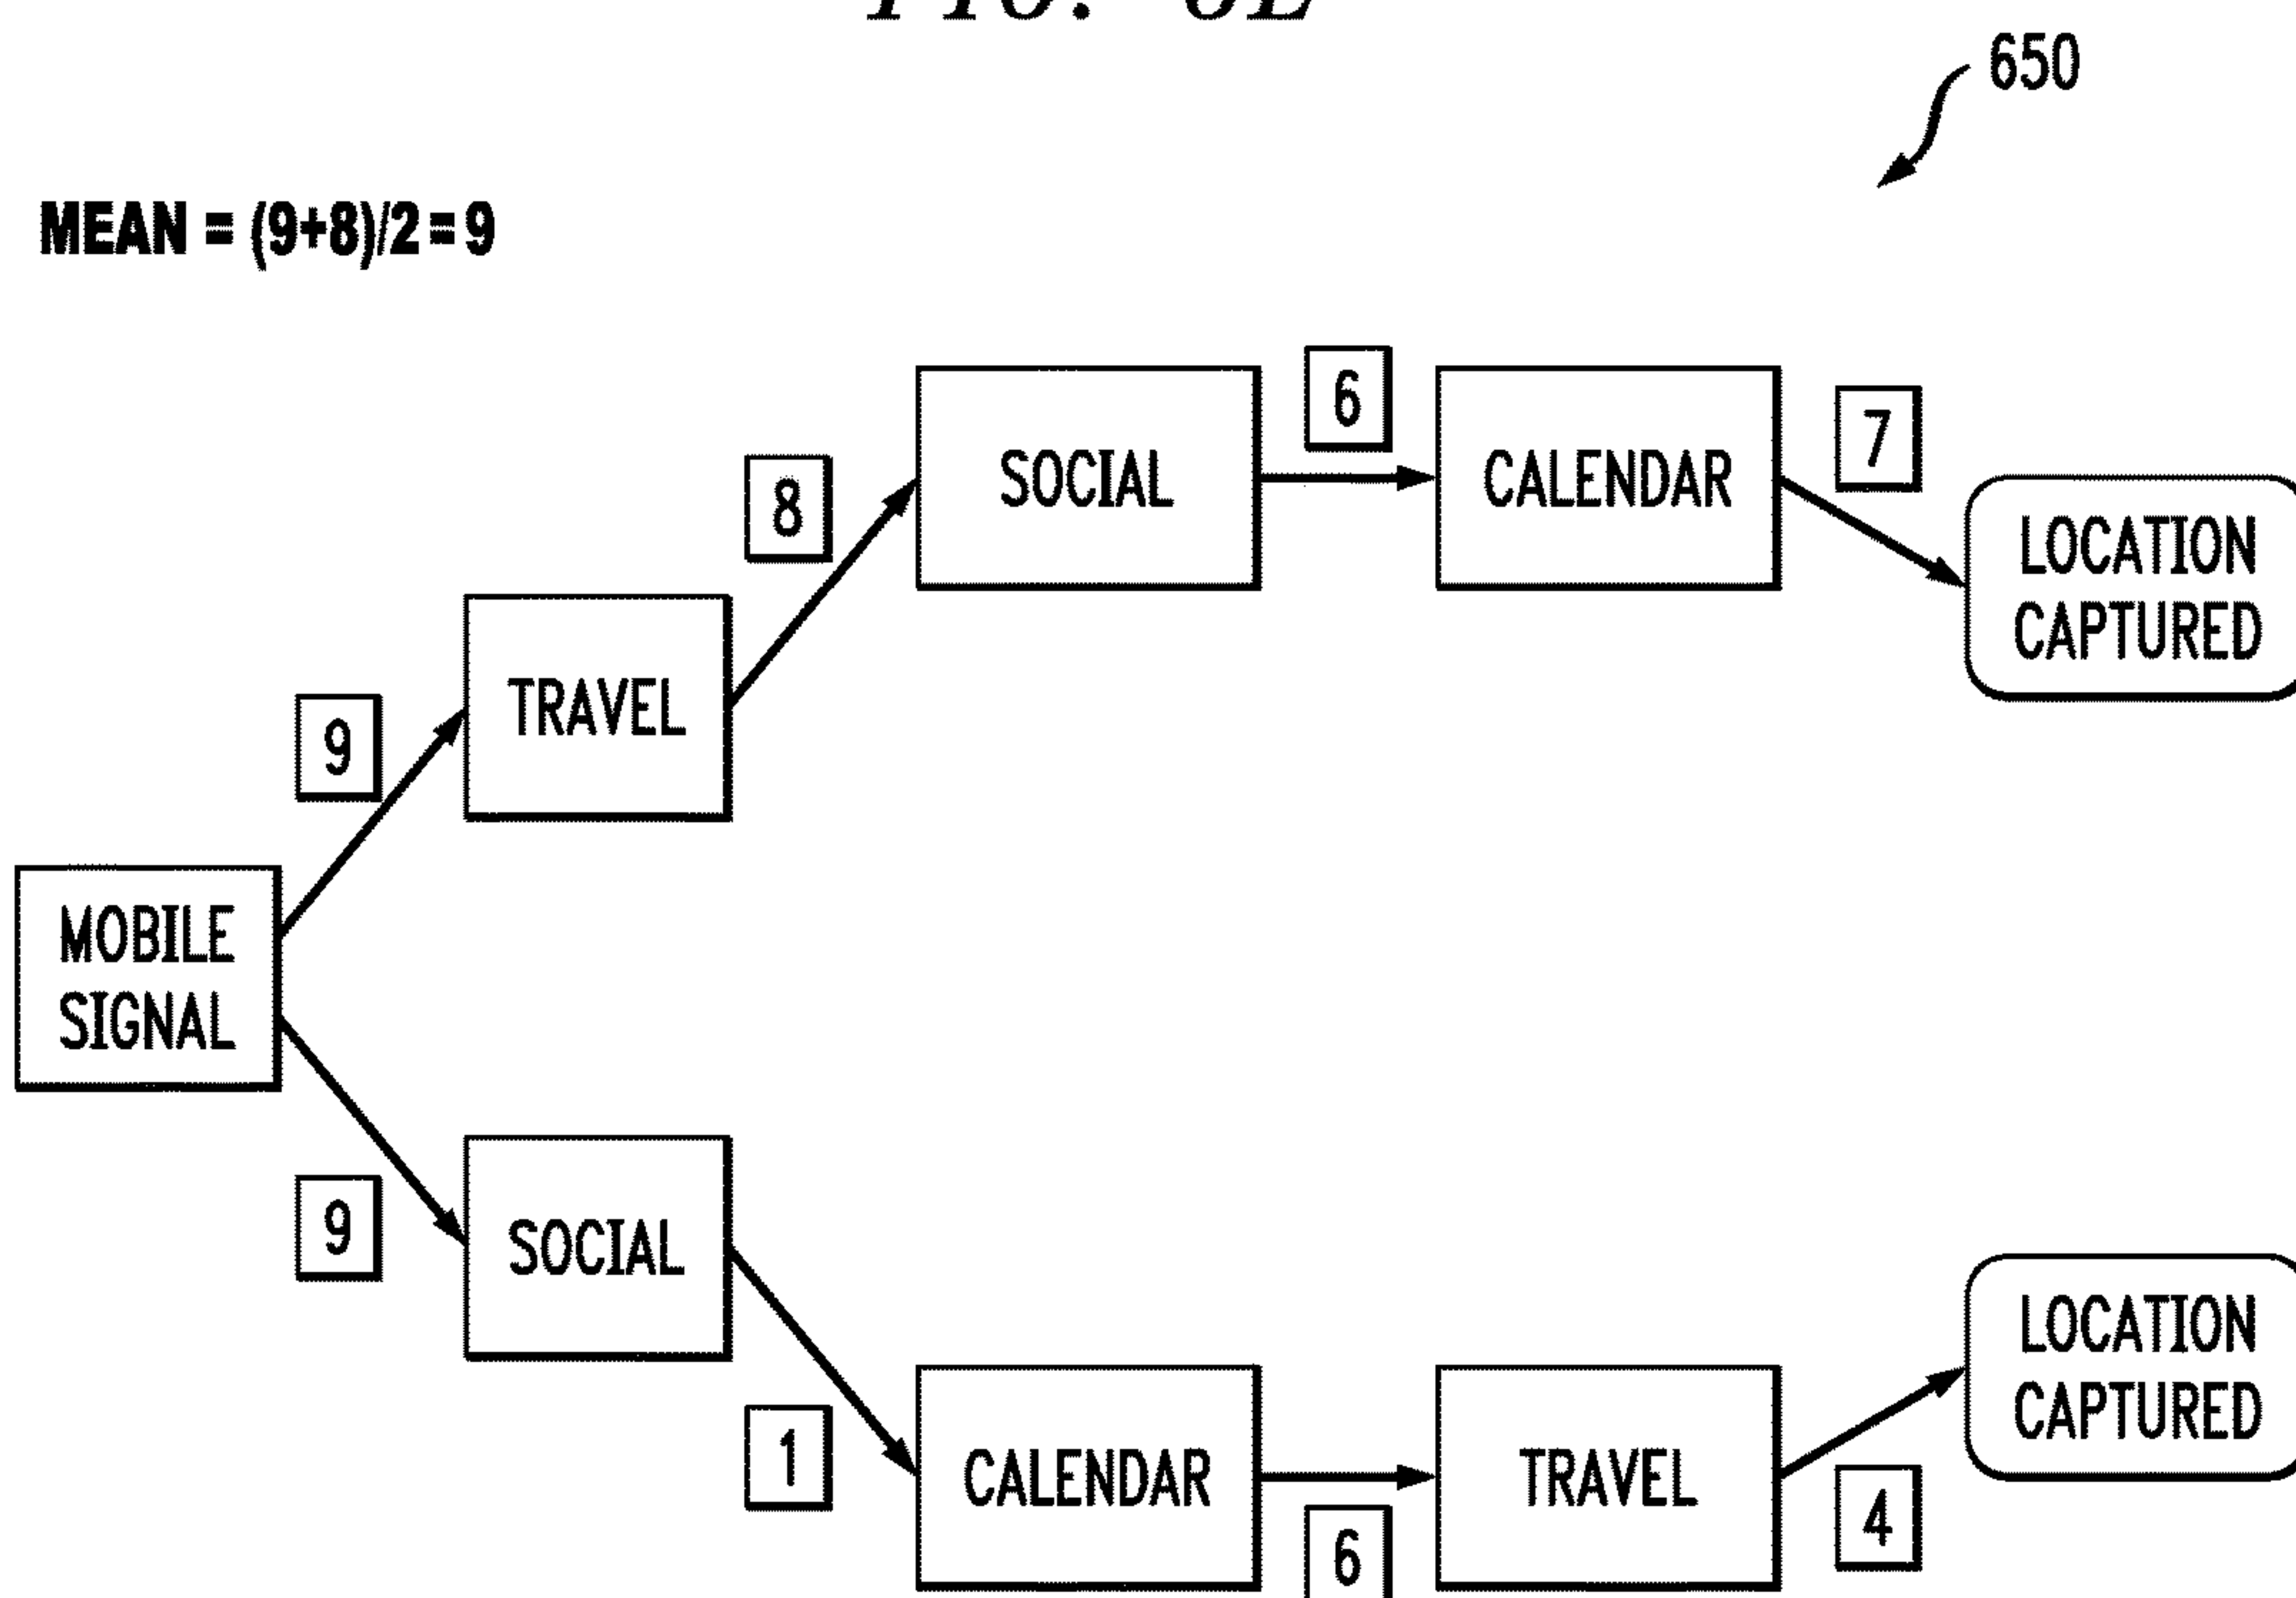 650
MEAN = (9+8)/2 = 9
6
7
8
SOCIAL
CALENDAR
LOCATION
CAPTURED
9
TRAVEL
MOBILE
SIGNAL
9
SOCIAL
LOCATION
CAPTURED
1
CALENDAR
TRAVEL
4
6